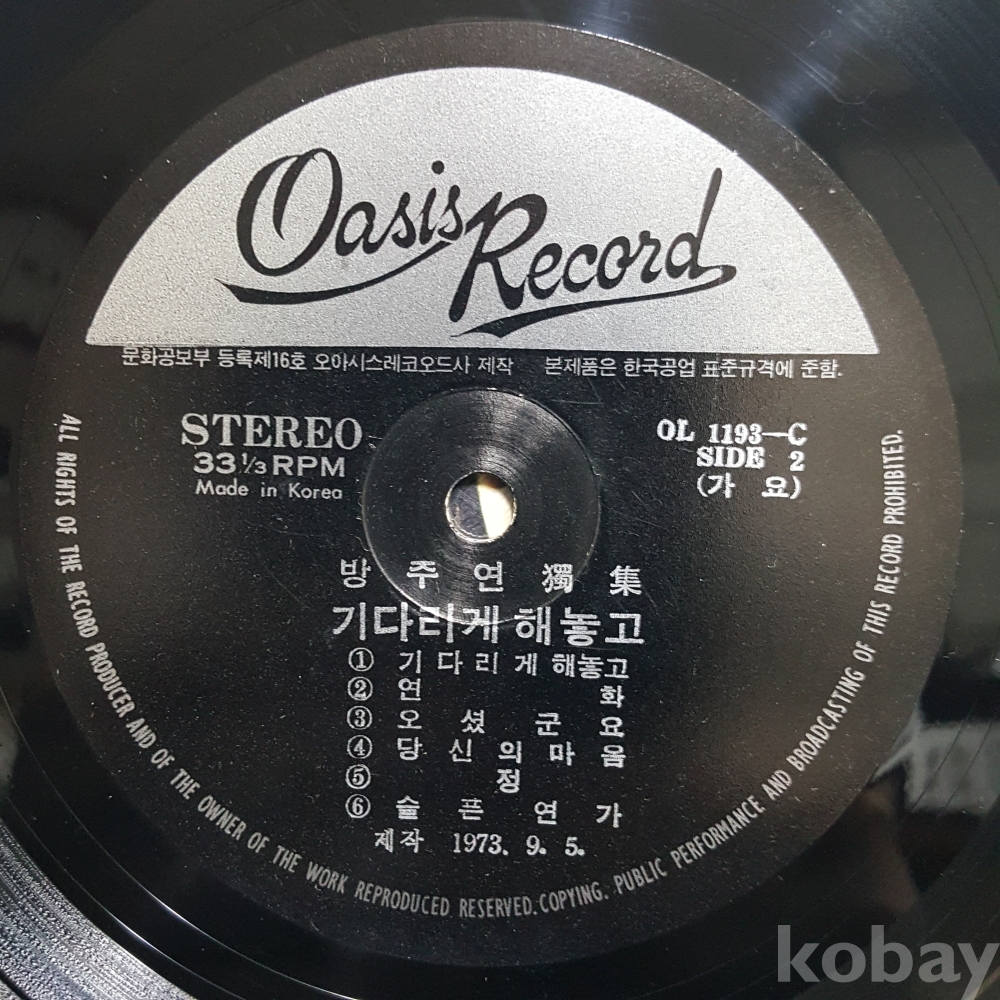 Oasis Record
문화공보부 등록제16호 오아시스레코오드사 제작 본제품은 한국공업 표준규격에 준함.
STEREO
33⅓ RPM
Made in Korea
OL 1193-C
SIDE 2
(가 요)
방 주 연 獨 集
기다리게 해놓고
① 기다리게 해놓고
② 연 화
③ 오 셨 군 요
④ 당 신 의 마 음
⑤ 정
⑥ 슬 픈 연 가
제작 1973. 9. 5.
ALL RIGHTS OF THE RECORD PRODUCER AND OF THE OWNER OF THE WORK REPRODUCED RESERVED. COPYING. PUBLIC PERFORMANCE AND BROADCASTING OF THIS RECORD PROHIBITED.
kobay